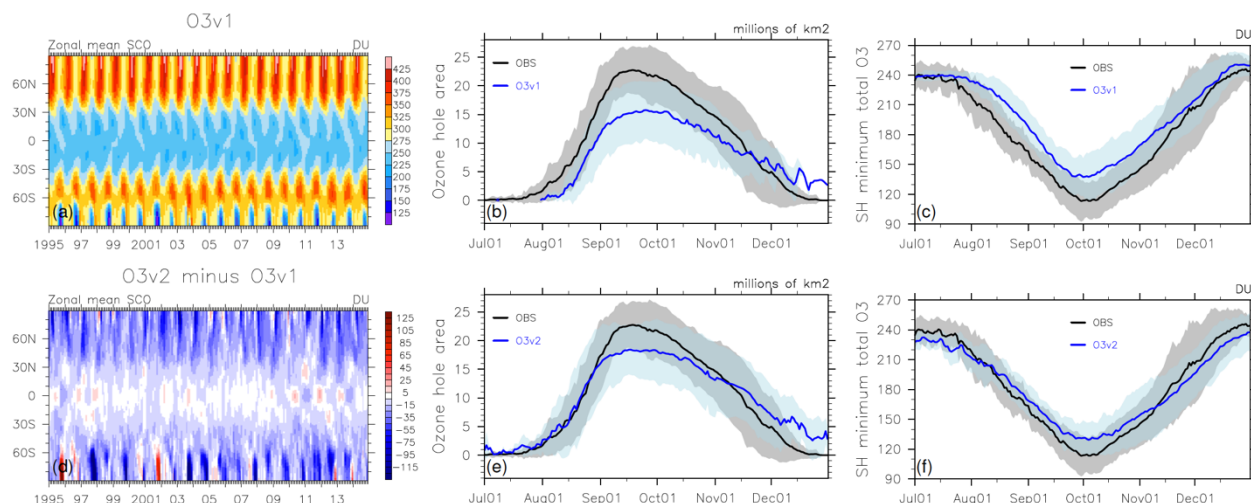 O3v1
Zonal mean SCO DU
60N
30N
0
30S
60S
425
400
375
350
325
300
275
250
225
200
175
150
125
(a)
1995 97 99 2001 03 05 07 09 11 13
millions of km2
Ozone hole area
25
20
15
10
5
0
OBS
O3v1
(b)
Jul01 Aug01 Sep01 Oct01 Nov01 Dec01
DU
SH minimum total O3
270
240
210
180
150
120
90
OBS
O3v1
(c)
Jul01 Aug01 Sep01 Oct01 Nov01 Dec01
O3v2 minus O3v1
Zonal mean SCO DU
60N
30N
0
30S
60S
125
105
85
65
45
25
15
5
-5
-15
-35
-55
-75
-95
-115
(d)
1995 97 99 2001 03 05 07 09 11 13
millions of km2
Ozone hole area
25
20
15
10
5
0
OBS
O3v2
(e)
Jul01 Aug01 Sep01 Oct01 Nov01 Dec01
DU
SH minimum total O3
270
240
210
180
150
120
90
OBS
O3v2
(f)
Jul01 Aug01 Sep01 Oct01 Nov01 Dec01